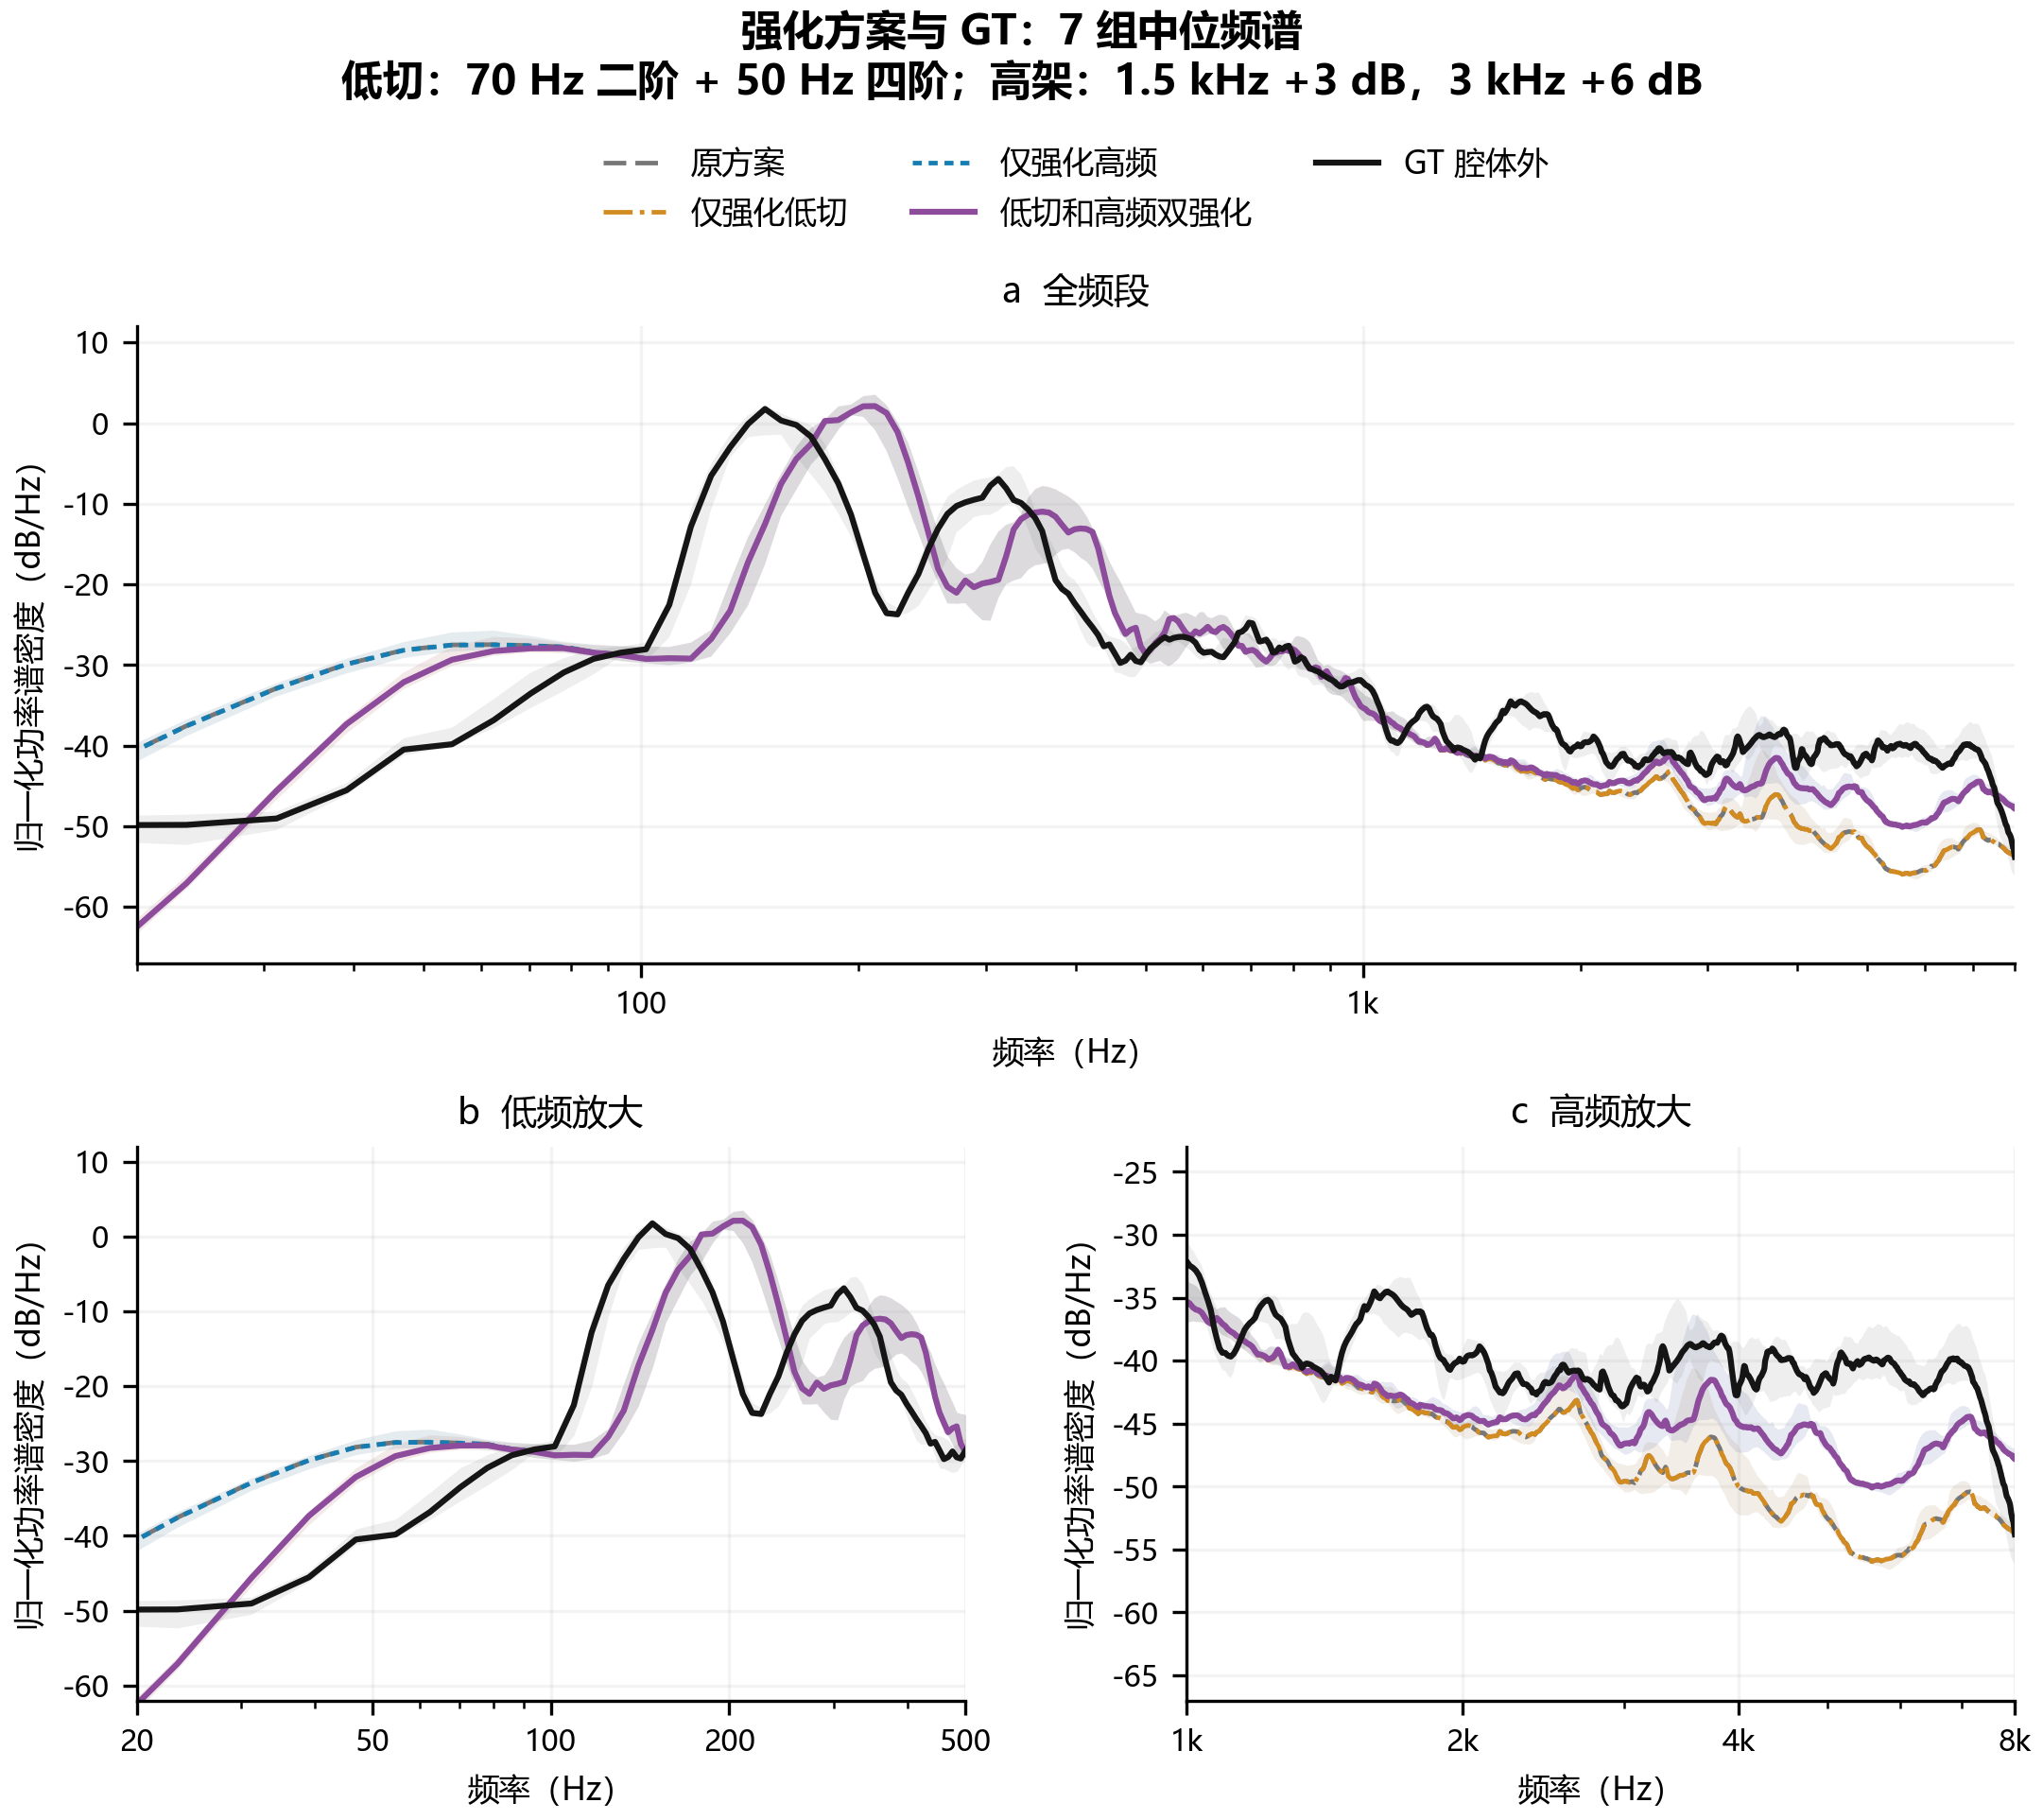 强化方案与 GT：7 组中位频谱
低切：70 Hz 二阶 + 50 Hz 四阶；高架：1.5 kHz +3 dB，3 kHz +6 dB
原方案
仅强化低切
仅强化高频
低切和高频双强化
GT 腔体外
a 全频段
归一化功率谱密度（dB/Hz）
10
0
-10
-20
-30
-40
-50
-60
100
1k
频率（Hz）
b 低频放大
归一化功率谱密度（dB/Hz）
10
0
-10
-20
-30
-40
-50
-60
20
50
100
200
500
频率（Hz）
c 高频放大
归一化功率谱密度（dB/Hz）
-25
-30
-35
-40
-45
-50
-55
-60
-65
1k
2k
4k
8k
频率（Hz）